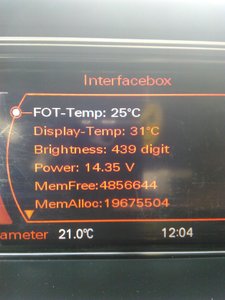 Interfacebox
FOT-Temp: 25°C
Display-Temp: 31°C
Brightness: 439 digit
Power: 14.35 V
MemFree:4856644
MemAlloc:19675504
ameter 21.0°C 12:04